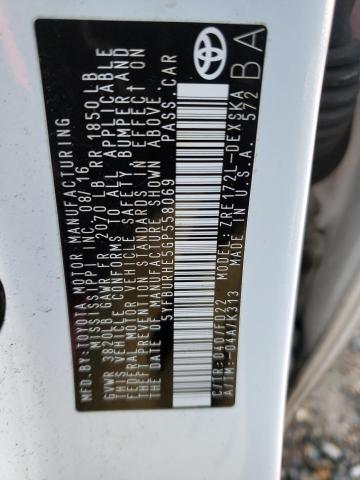 MFD. BY: TOYOTA MOTOR MANUFACTURING
MISSISSIPPI, INC. 08/16
GVWR 3820LB GAWR FR 2070LB RR 1850LB
THIS VEHICLE CONFORMS TO ALL APPLICABLE
FEDERAL MOTOR VEHICLE SAFETY, BUMPER, AND
THEFT PREVENTION STANDARDS IN EFFECT ON
THE DATE OF MANUFACTURE SHOWN ABOVE.
5YFBURHE5GP558069 PASS. CAR
C/TR: 040/FD22 ZRE172L-DEXSKA
A/TM: -04A/K313 MADE IN U.S.A. 572
TOYOTA
BA